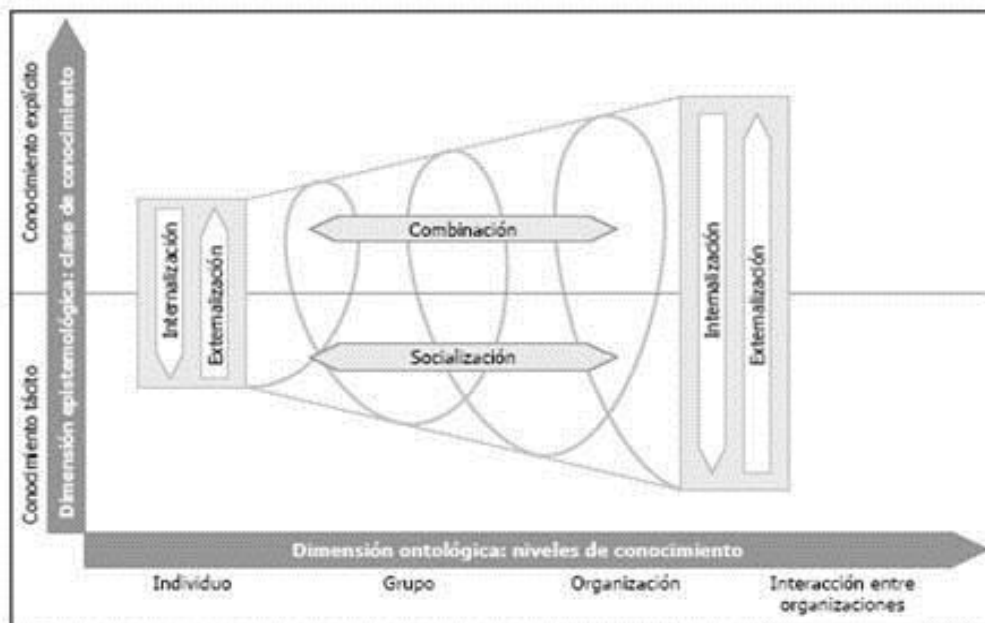 Conocimiento explícito
Conocimiento tácito
Dimensión epistemológica: clase de conocimiento
Internalización
Externalización
Combinación
Socialización
Internalización
Externalización
Dimensión ontológica: niveles de conocimiento
Individuo
Grupo
Organización
Interacción entre
organizaciones